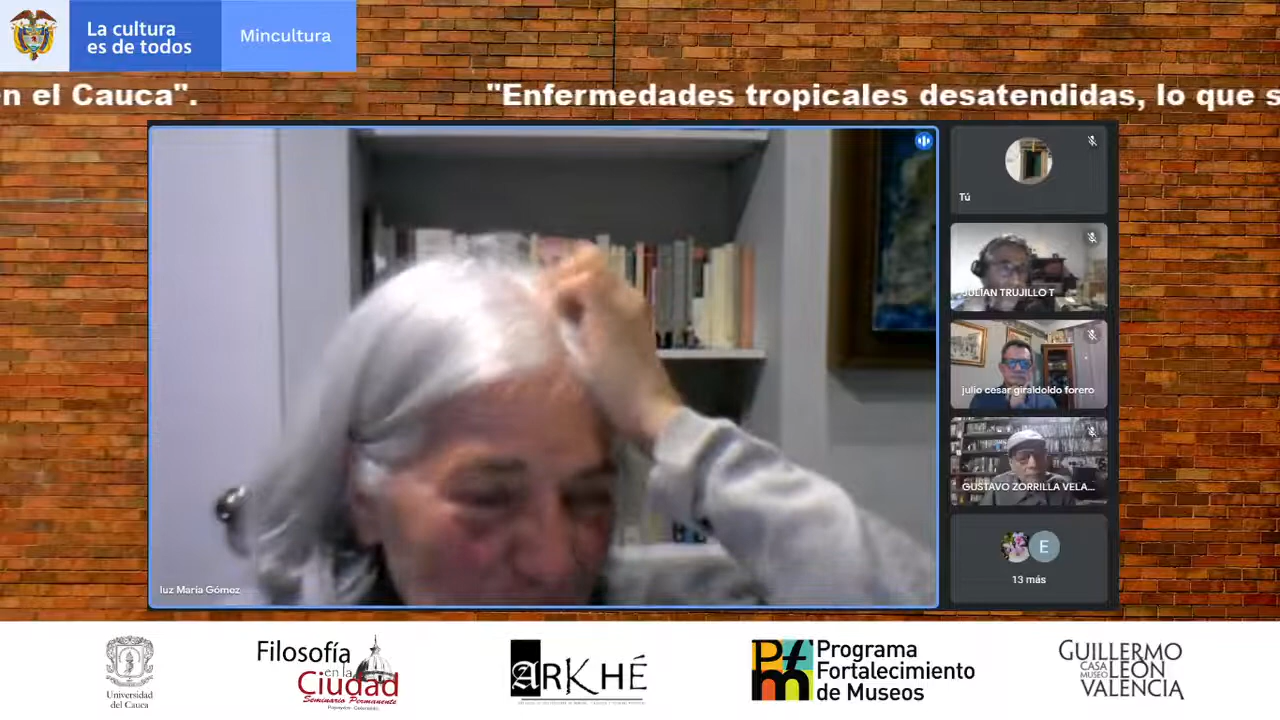 La cultura
es de todos
Mincultura
n el Cauca".
"Enfermedades tropicales desatendidas, lo que s
Tú
JULIAN TRUJILLO T
julio cesar giraldoldo forero
GUSTAVO ZORRILLA VELA...
E
13 más
luz Maria Gómez
Universidad
del Cauca
Filosofía
en la
Ciudad
Seminario Permanente
ARKHÉ
Pfm
Programa
Fortalecimiento
de Museos
GUILLERMO
CASA
MUSEO
LEÓN
VALENCIA